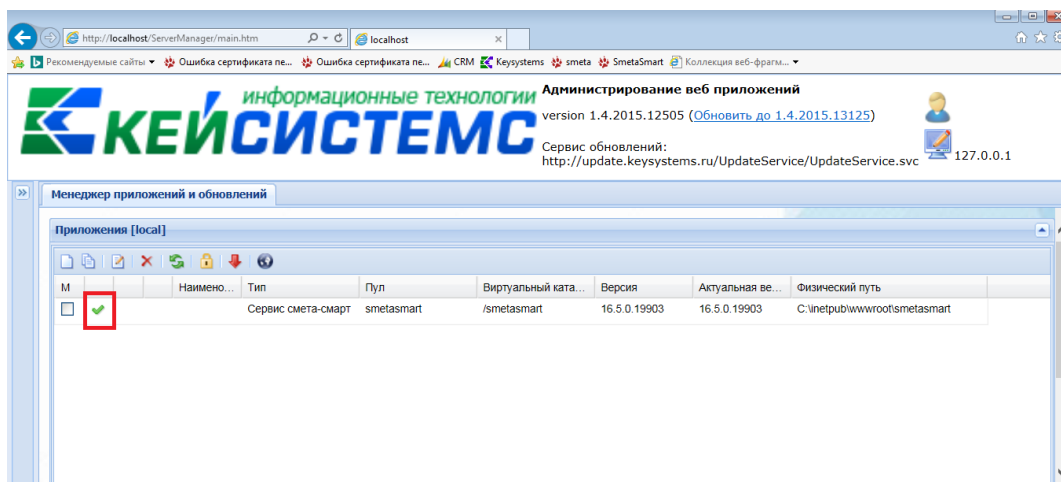 http://localhost/ServerManager/main.htm
localhost
Рекомендуемые сайты
Ошибка сертификата пе...
Ошибка сертификата пе...
CRM
Keysystems
smeta
SmetaSmart
Коллекция веб-фрагм...
информационные технологии
КЕЙСИСТЕМС
Администрирование веб приложений
version 1.4.2015.12505 (Обновить до 1.4.2015.13125)
Сервис обновлений:
http://update.keysystems.ru/UpdateService/UpdateService.svc
127.0.0.1
Менеджер приложений и обновлений
Приложения [local]
М Наимено... Тип Пул Виртуальный ката... Версия Актуальная ве... Физический путь
Сервис смета-смарт smetasmart /smetasmart 16.5.0.19903 16.5.0.19903 C:\inetpub\wwwroot\smetasmart